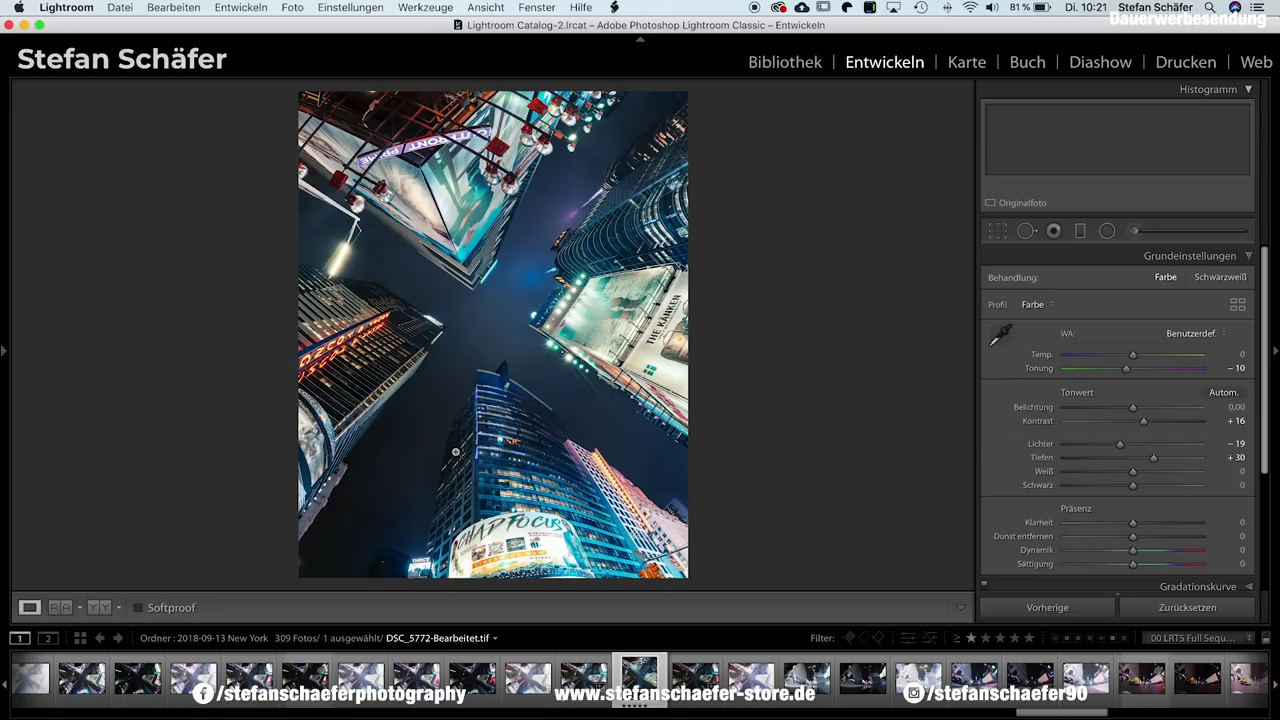 Lightroom Datei Bearbeiten Entwickeln Foto Einstellungen Werkzeuge Ansicht Fenster Hilfe 81 % Di. 10:21 Stefan Schäfer
Dauerwerbesendung
Lightroom Catalog-2.lrcat – Adobe Photoshop Lightroom Classic – Entwickeln
Stefan Schäfer
Bibliothek | Entwickeln | Karte | Buch | Diashow | Drucken | Web
Histogramm
Originalfoto
Grundeinstellungen
Behandlung: Farbe Schwarzweiß
Profil: Farbe
WA: Benutzerdef.
Temp. 0
Tonung − 10
Tonwert Autom.
Belichtung 0,00
Kontrast + 16
Lichter − 19
Tiefen + 30
Weiß 0
Schwarz 0
Präsenz
Klarheit 0
Dunst entfernen 0
Dynamik 0
Sättigung 0
Gradationskurve
Vorherige Zurücksetzen
THE KÅNKEN
Softproof
1 2 Ordner : 2018-09-13 New York 309 Fotos/ 1 ausgewählt/ DSC_5772-Bearbeitet.tif Filter: 00 LRT5 Full Sequ...
/stefanschaeferphotography
www.stefanschaefer-store.de
/stefanschaefer90